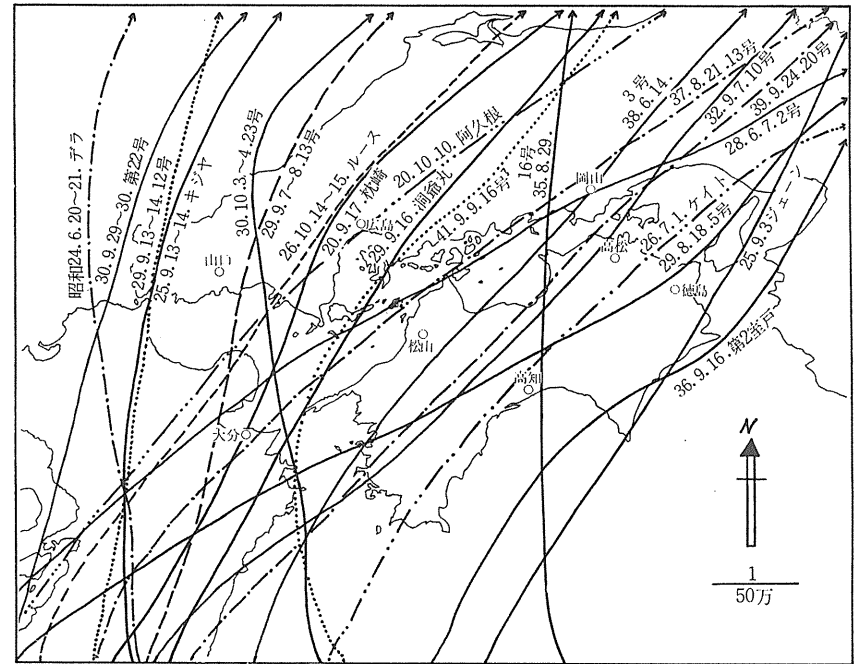 昭和24.6.20〜21.デラ
30.9.29〜30.第22号
29.9.13〜14.12号
25.9.13〜14.キジヤ
30.10.3.〜4.23号
29.9.7〜8.13号
26.10.14〜15.ルース
20.9.17.枕崎
20.10.10.阿久根
29.9.16.洞爺丸
41.9.9.16号
16号
35.8.29
3号
38.6.14.
37.8.21.13号
32.9.7.10号
39.9.24.20号
28.6.7.2号
26.7.1.ケイト
29.8.18.5号
25.9.3ジェーン
36.9.16.第2室戸
山口
広島
岡山
高松
徳島
松山
高知
大分
N
1
50万